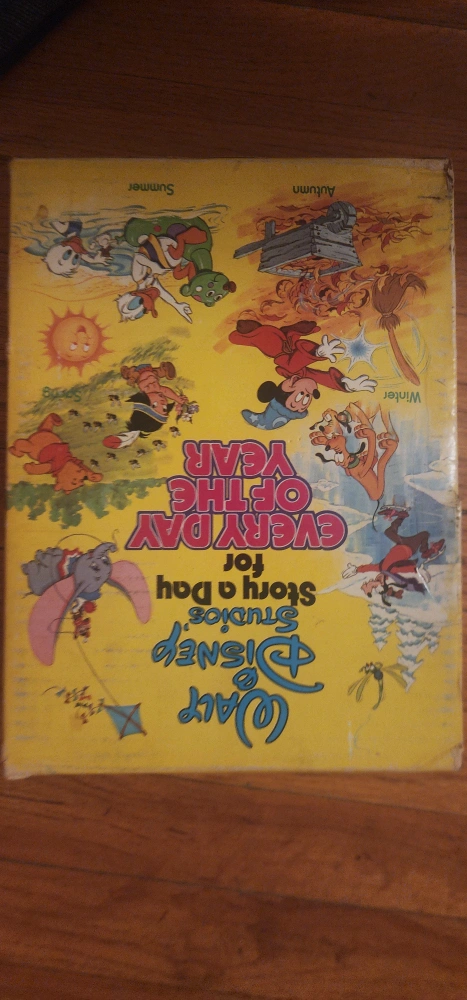 WALT
DISNEY
STUDIOS'
Story a Day
for
EVERY DAY
OF THE
YEAR
Winter
Spring
Autumn
Summer